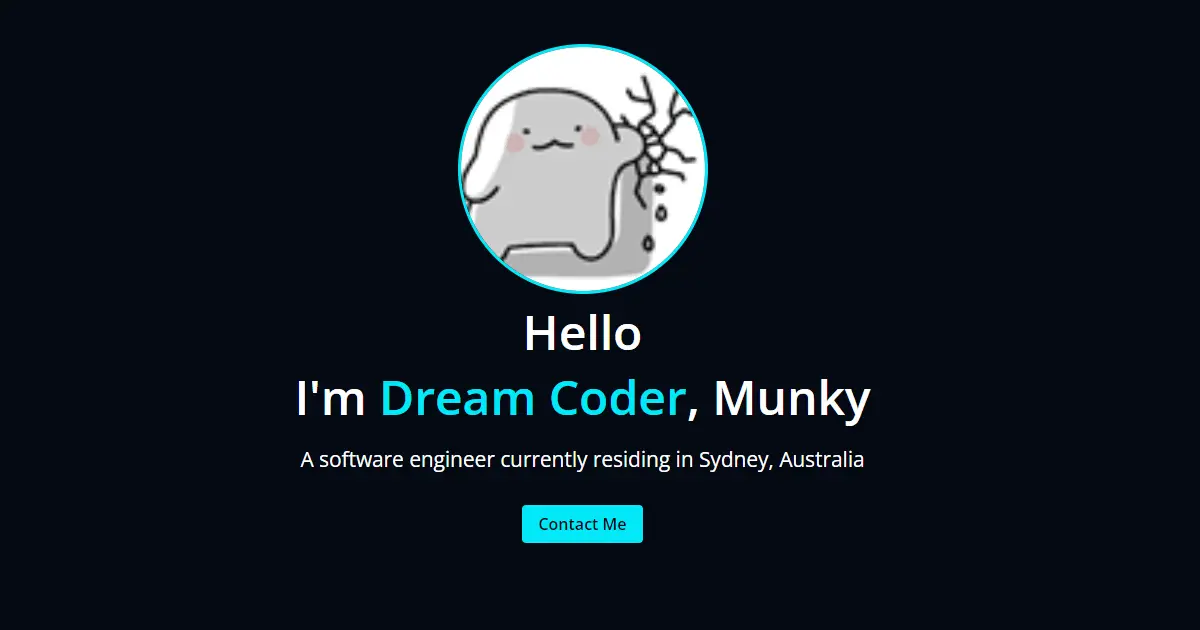 Hello
I'm Dream Coder, Munky
A software engineer currently residing in Sydney, Australia
Contact Me